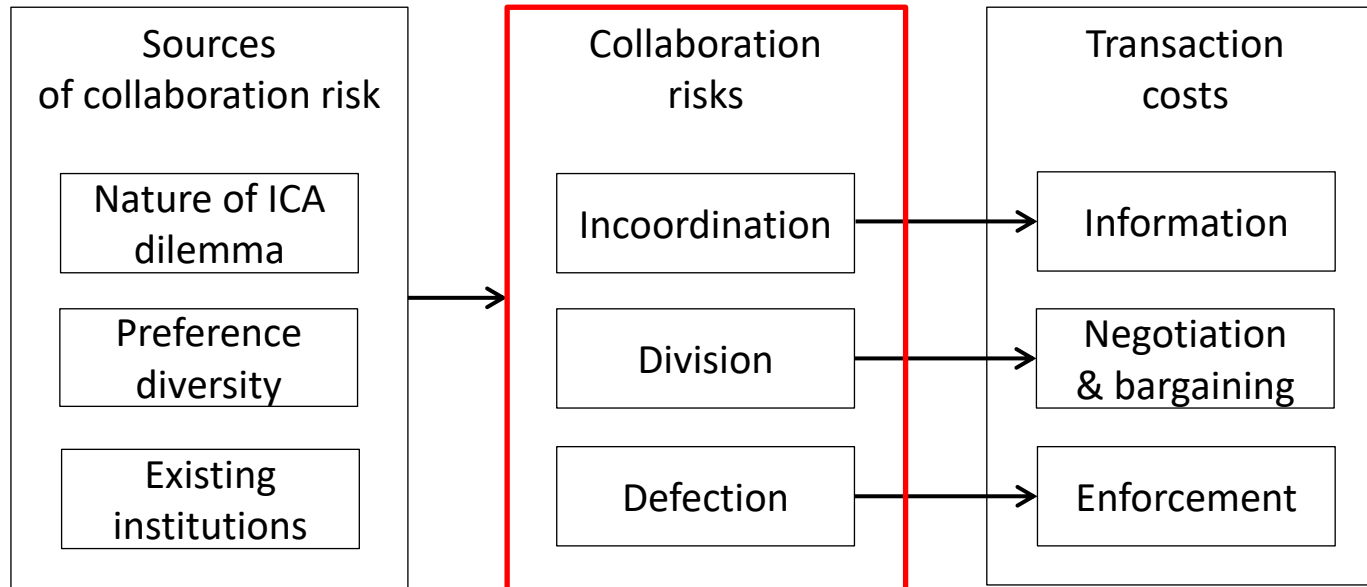 Sources
of collaboration risk
Nature of ICA
dilemma
Preference
diversity
Existing
institutions
Collaboration
risks
Incoordination
Division
Defection
Transaction
costs
Information
Negotiation
& bargaining
Enforcement